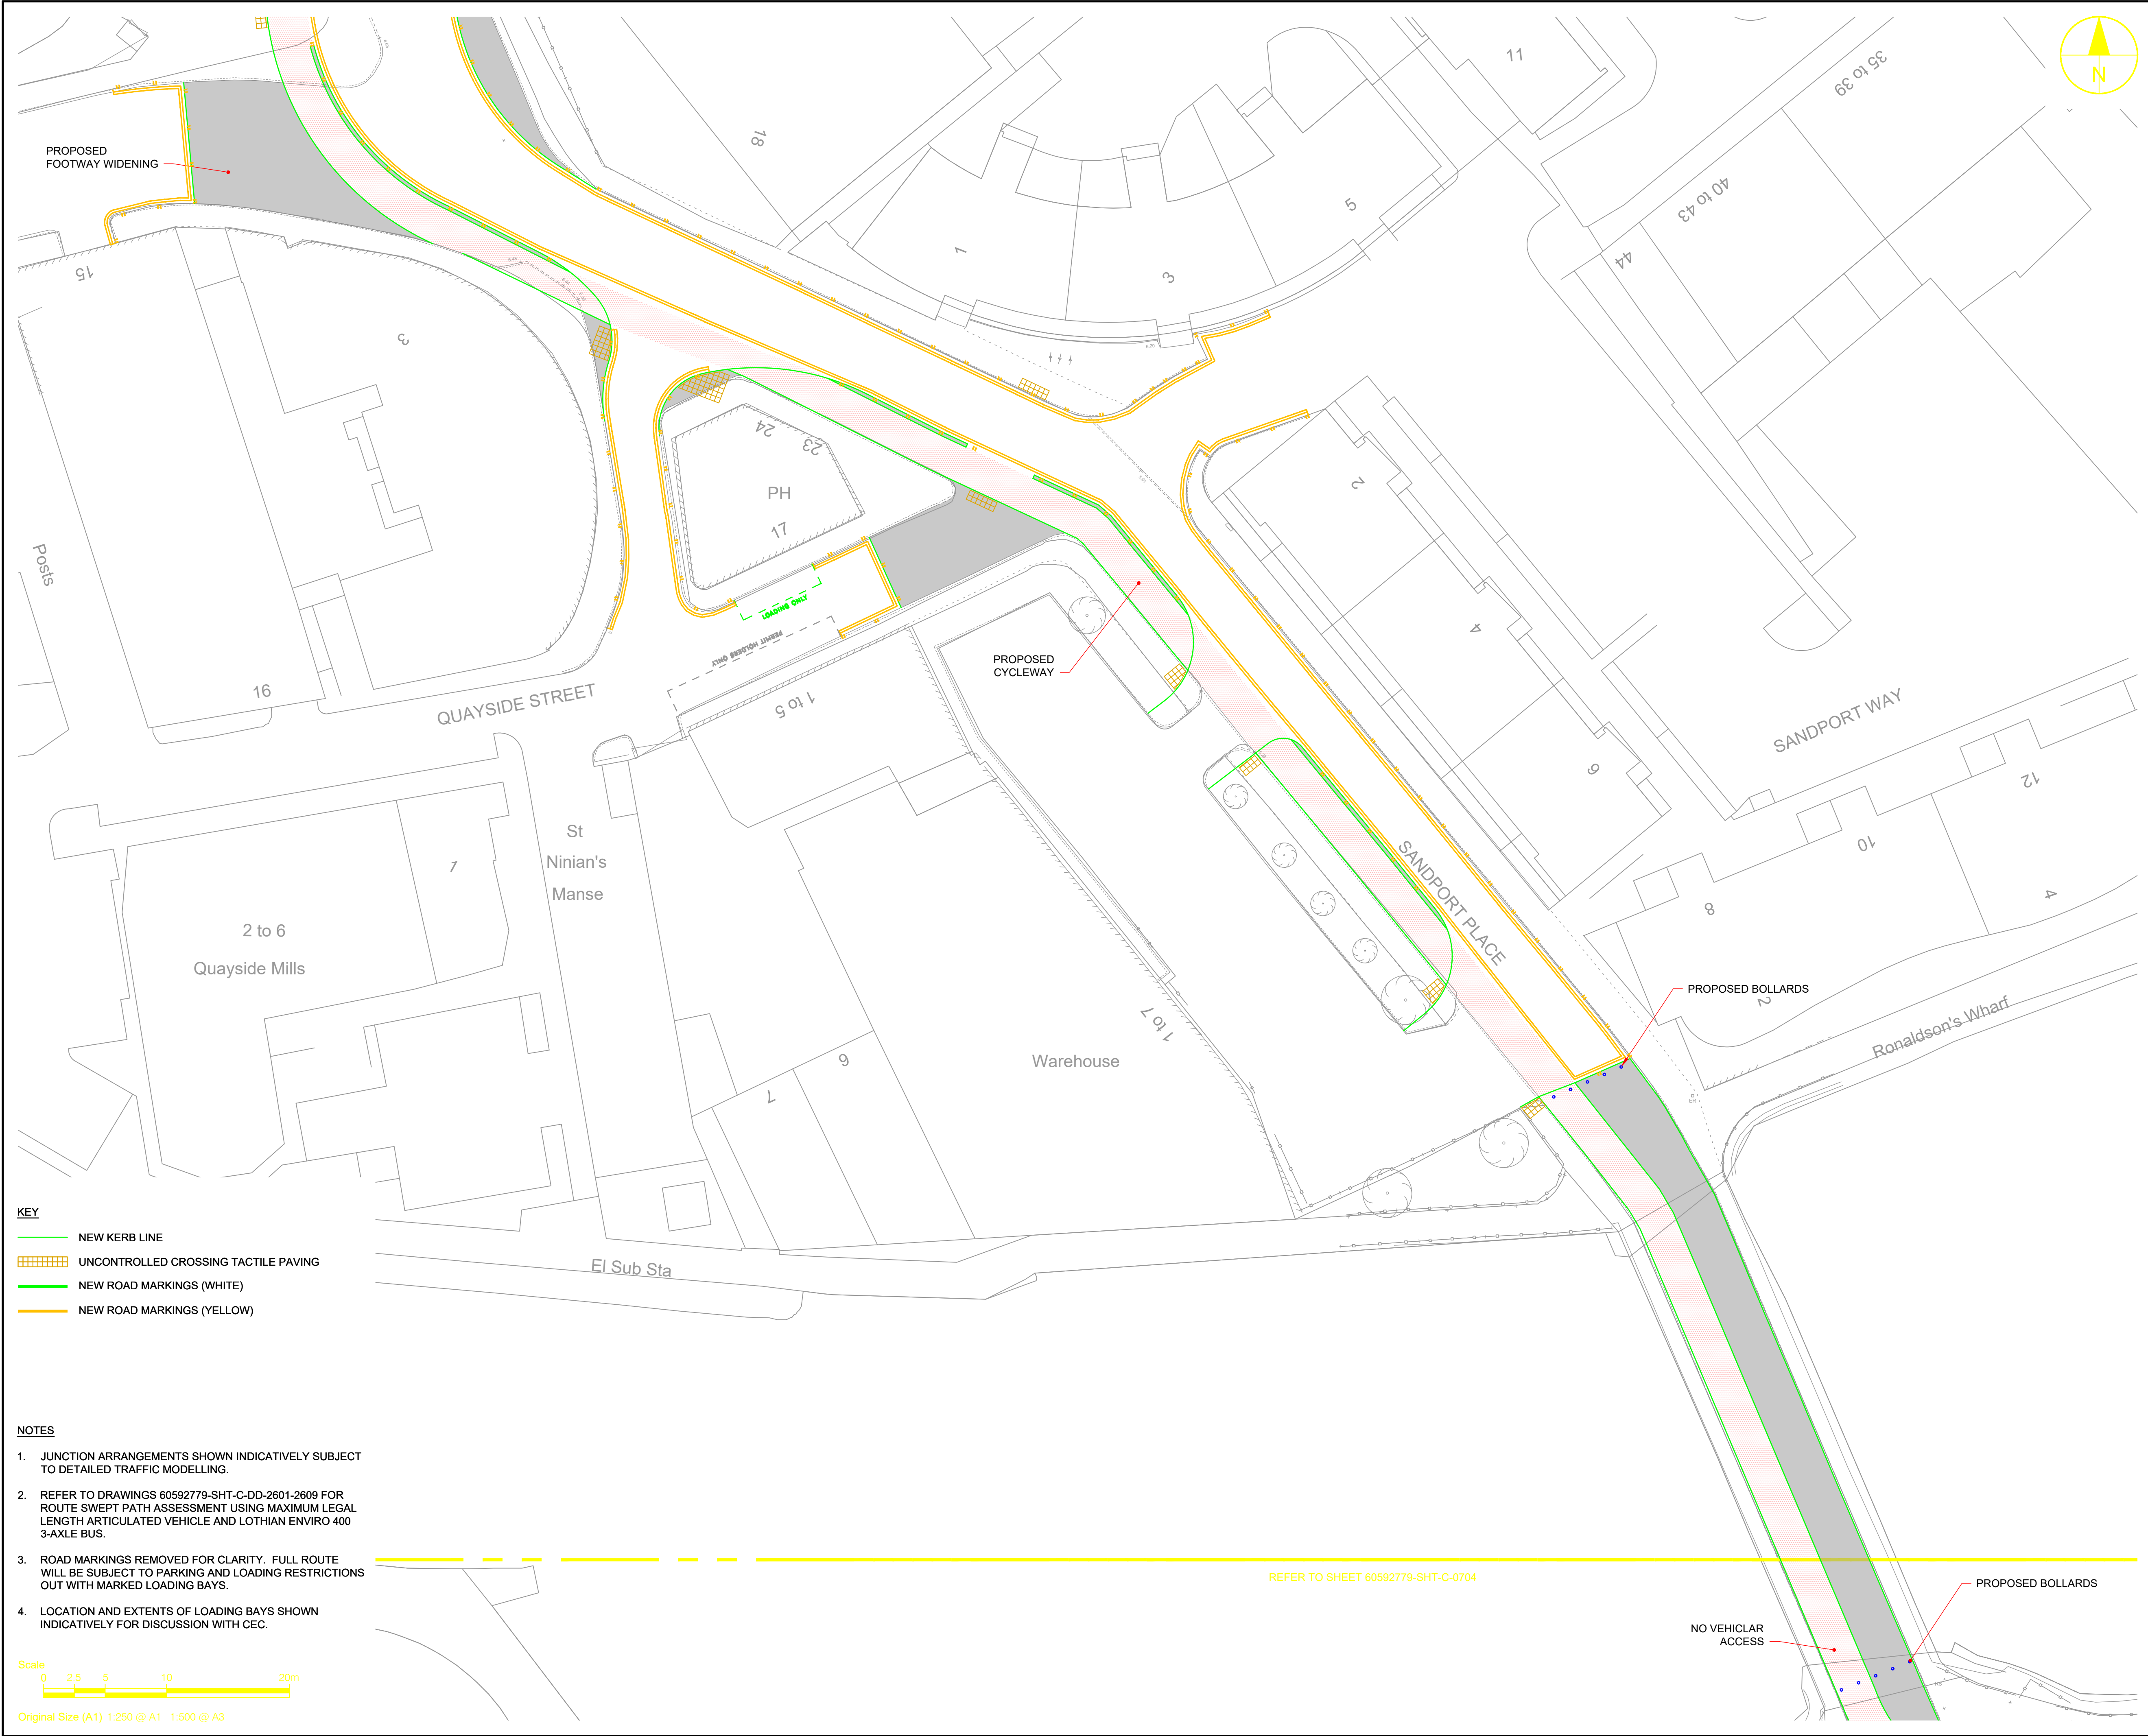 N
11
35 to 39
18
PROPOSED
FOOTWAY WIDENING
40 to 43
5
1
3
44
15
3
24
23
2
PH
17
Posts
LOADING ONLY
PERMIT HOLDERS ONLY
4
PROPOSED
CYCLEWAY
16
QUAYSIDE STREET
1 to 5
SANDPORT WAY
6
12
St
Ninian's
Manse
1
SANDPORT PLACE
10
4
8
2 to 6
Quayside Mills
PROPOSED BOLLARDS
2
Ronaldson's Wharf
1 to 7
Warehouse
6
7
ER
KEY
NEW KERB LINE
UNCONTROLLED CROSSING TACTILE PAVING
NEW ROAD MARKINGS (WHITE)
NEW ROAD MARKINGS (YELLOW)
El Sub Sta
NOTES
1. JUNCTION ARRANGEMENTS SHOWN INDICATIVELY SUBJECT
TO DETAILED TRAFFIC MODELLING.
2. REFER TO DRAWINGS 60592779-SHT-C-DD-2601-2609 FOR
ROUTE SWEPT PATH ASSESSMENT USING MAXIMUM LEGAL
LENGTH ARTICULATED VEHICLE AND LOTHIAN ENVIRO 400
3-AXLE BUS.
3. ROAD MARKINGS REMOVED FOR CLARITY. FULL ROUTE
WILL BE SUBJECT TO PARKING AND LOADING RESTRICTIONS
OUT WITH MARKED LOADING BAYS.
4. LOCATION AND EXTENTS OF LOADING BAYS SHOWN
INDICATIVELY FOR DISCUSSION WITH CEC.
REFER TO SHEET 60592779-SHT-C-0704
PROPOSED BOLLARDS
NO VEHICLAR
ACCESS
Scale
0 2.5 5 10 20m
Original Size (A1) 1:250 @ A1 1:500 @ A3